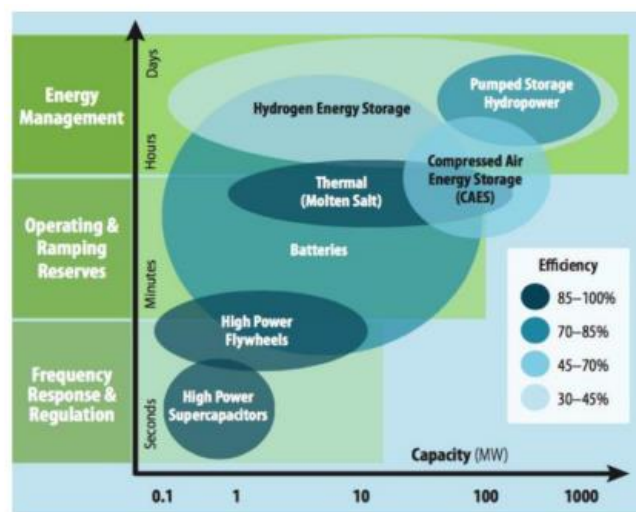 Energy
Management
Operating &
Ramping
Reserves
Frequency
Response &
Regulation
Days
Hours
Minutes
Seconds
Hydrogen Energy Storage
Pumped Storage
Hydropower
Compressed Air
Energy Storage
(CAES)
Thermal
(Molten Salt)
Batteries
High Power
Flywheels
High Power
Supercapacitors
Efficiency
85–100%
70–85%
45–70%
30–45%
Capacity (MW)
0.1 1 10 100 1000